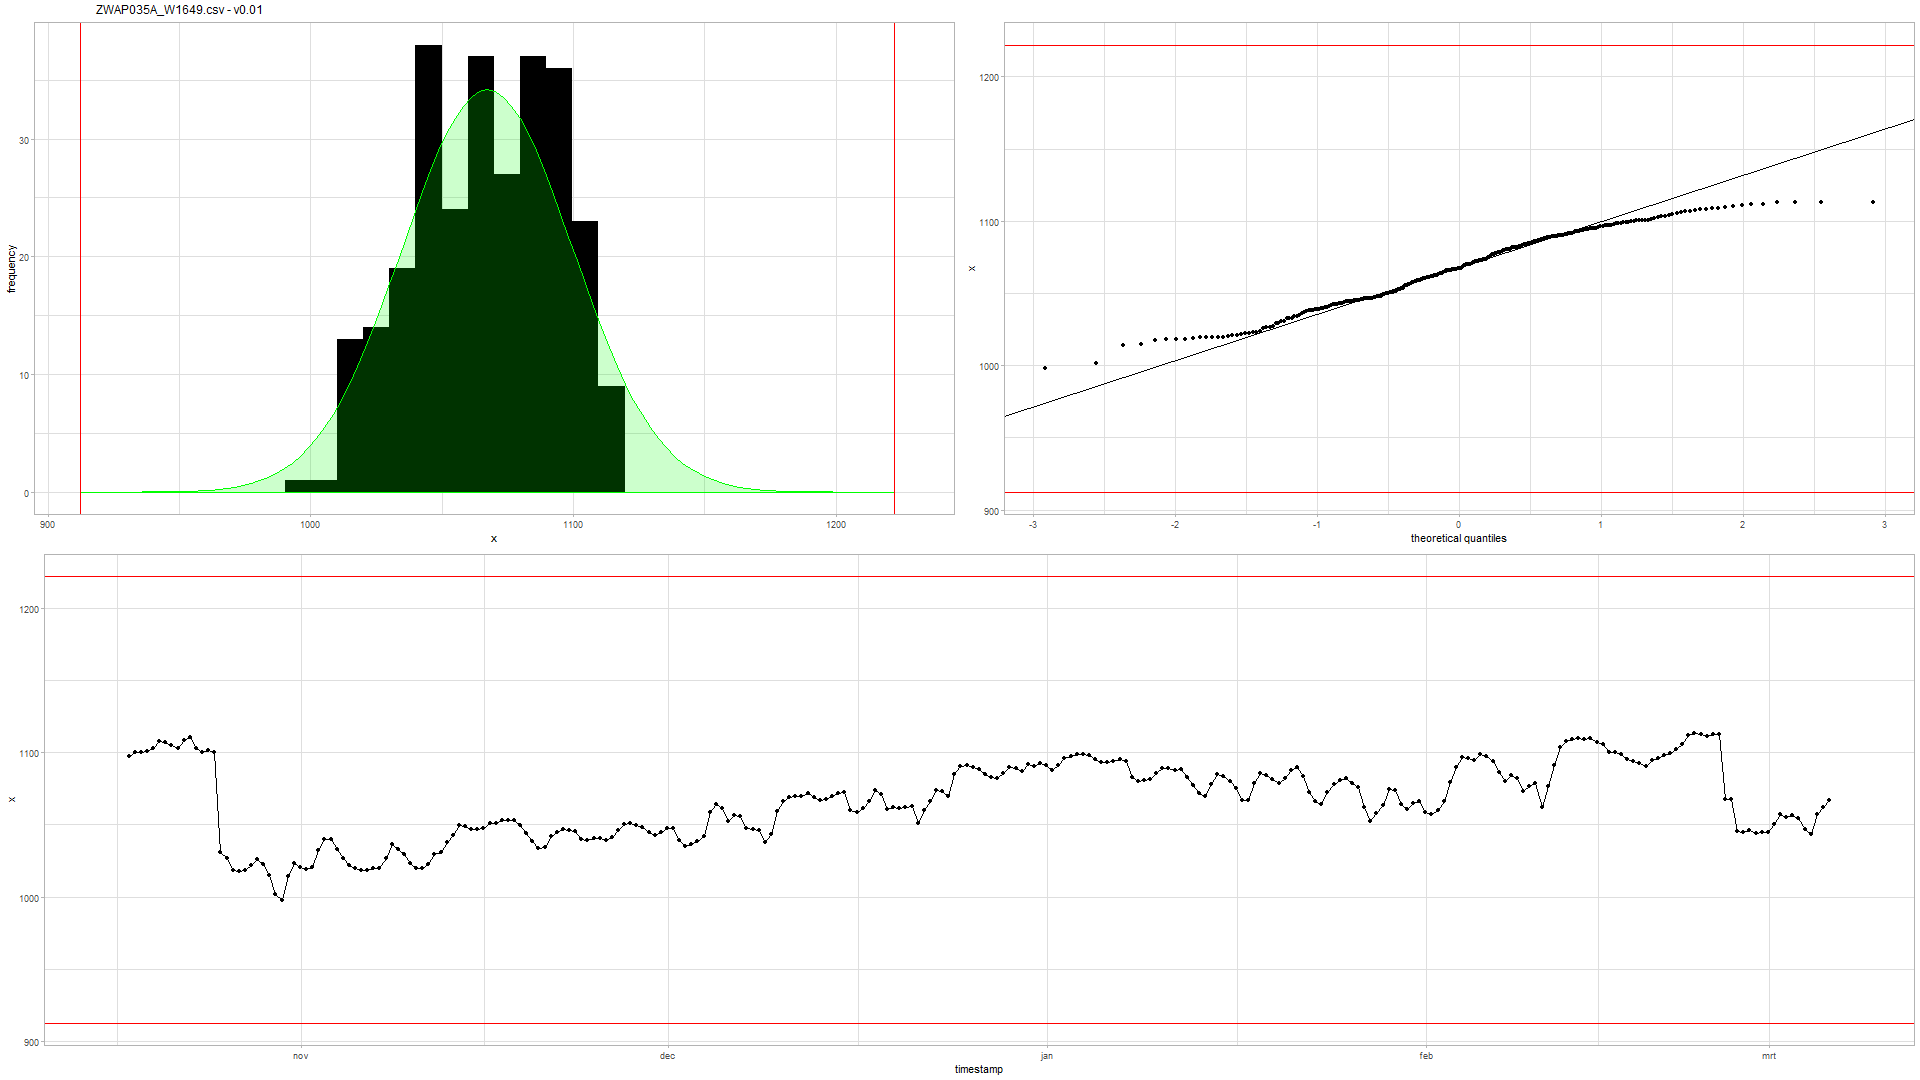 ZWAP035A_W1649.csv - v0.01
frequency
30
20
10
0
900
1000
1100
1200
x
x
1200
1100
1000
900
-3
-2
-1
0
1
2
3
theoretical quantiles
x
1200
1100
1000
900
nov
dec
jan
feb
mrt
timestamp